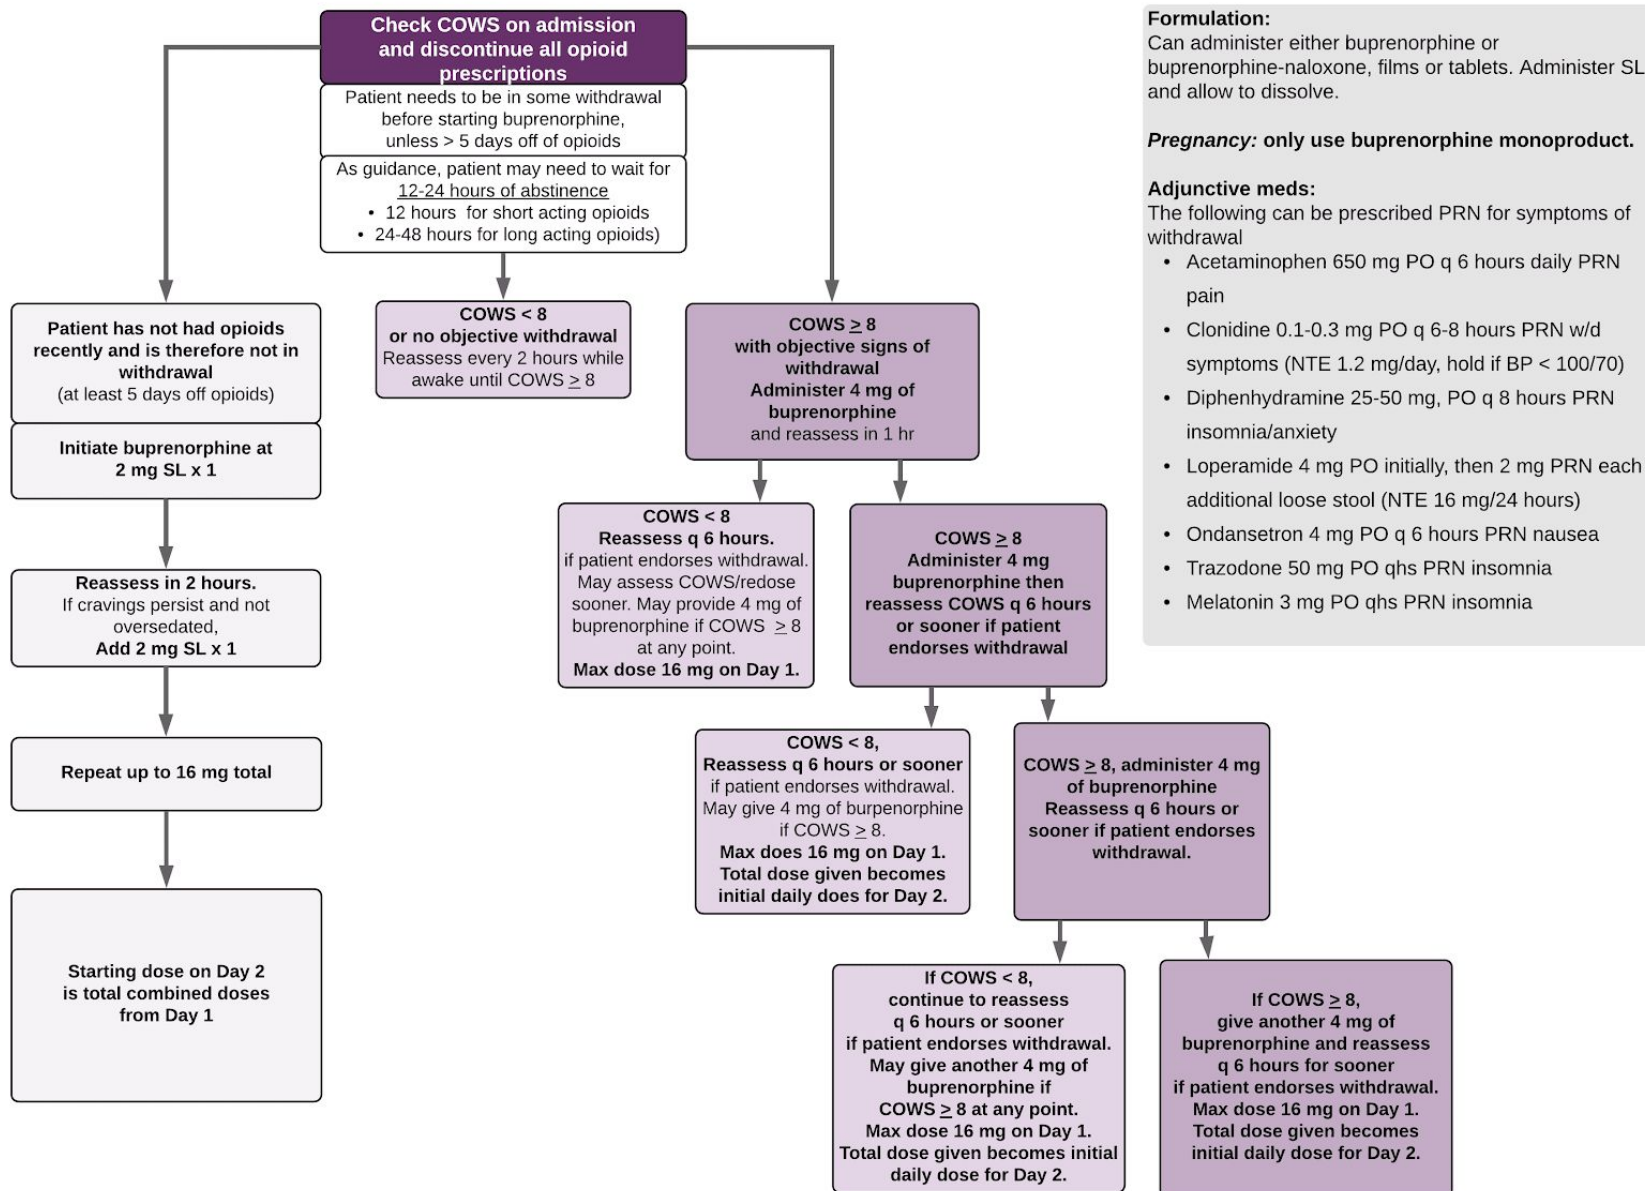 Check COWS on admission
and discontinue all opioid
prescriptions
Patient needs to be in some withdrawal
before starting buprenorphine,
unless > 5 days off of opioids
As guidance, patient may need to wait for
12-24 hours of abstinence
• 12 hours  for short acting opioids
• 24-48 hours for long acting opioids)
Patient has not had opioids
recently and is therefore not in
withdrawal
(at least 5 days off opioids)
Initiate buprenorphine at
2 mg SL x 1
Reassess in 2 hours.
If cravings persist and not
oversedated,
Add 2 mg SL x 1
Repeat up to 16 mg total
Starting dose on Day 2
is total combined doses
from Day 1
COWS < 8
or no objective withdrawal
Reassess every 2 hours while
awake until COWS ≥ 8
COWS ≥ 8
with objective signs of
withdrawal
Administer 4 mg of
buprenorphine
and reassess in 1 hr
COWS < 8
Reassess q 6 hours.
if patient endorses withdrawal.
May assess COWS/redose
sooner. May provide 4 mg of
buprenorphine if COWS ≥ 8
at any point.
Max dose 16 mg on Day 1.
COWS ≥ 8
Administer 4 mg
buprenorphine then
reassess COWS q 6 hours
or sooner if patient
endorses withdrawal
COWS < 8,
Reassess q 6 hours or sooner
if patient endorses withdrawal.
May give 4 mg of burpenorphine
if COWS ≥ 8.
Max does 16 mg on Day 1.
Total dose given becomes
initial daily does for Day 2.
COWS ≥ 8, administer 4 mg
of buprenorphine
Reassess q 6 hours or
sooner if patient endorses
withdrawal.
If COWS < 8,
continue to reassess
q 6 hours or sooner
if patient endorses withdrawal.
May give another 4 mg of
buprenorphine if
COWS ≥ 8 at any point.
Max dose 16 mg on Day 1.
Total dose given becomes initial
daily dose for Day 2.
If COWS ≥ 8,
give another 4 mg of
buprenorphine and reassess
q 6 hours for sooner
if patient endorses withdrawal.
Max dose 16 mg on Day 1.
Total dose given becomes
initial daily dose for Day 2.
Formulation:
Can administer either buprenorphine or
buprenorphine-naloxone, films or tablets. Administer SL
and allow to dissolve.
Pregnancy: only use buprenorphine monoproduct.
Adjunctive meds:
The following can be prescribed PRN for symptoms of
withdrawal
• Acetaminophen 650 mg PO q 6 hours daily PRN
pain
• Clonidine 0.1-0.3 mg PO q 6-8 hours PRN w/d
symptoms (NTE 1.2 mg/day, hold if BP < 100/70)
• Diphenhydramine 25-50 mg, PO q 8 hours PRN
insomnia/anxiety
• Loperamide 4 mg PO initially, then 2 mg PRN each
additional loose stool (NTE 16 mg/24 hours)
• Ondansetron 4 mg PO q 6 hours PRN nausea
• Trazodone 50 mg PO qhs PRN insomnia
• Melatonin 3 mg PO qhs PRN insomnia